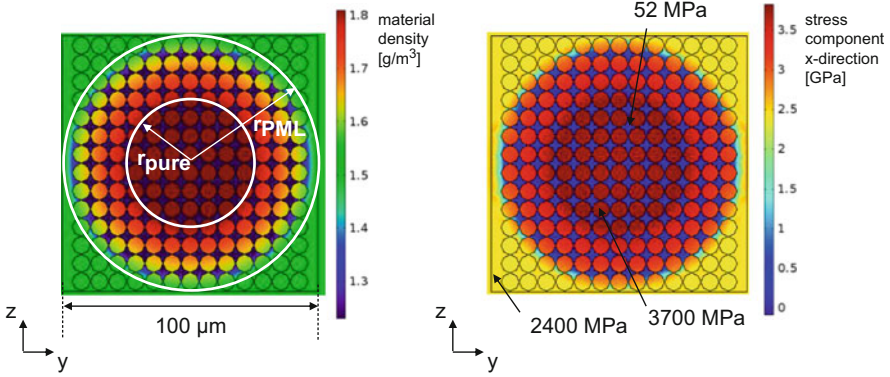 1.8
1.7
1.6
1.5
1.4
1.3
material
density
[g/m³]
rPML
rpure
100 µm
z
y
52 MPa
3.5
3
2.5
2
1.5
1
0.5
0
stress
component
x-direction
[GPa]
2400 MPa
3700 MPa
z
y